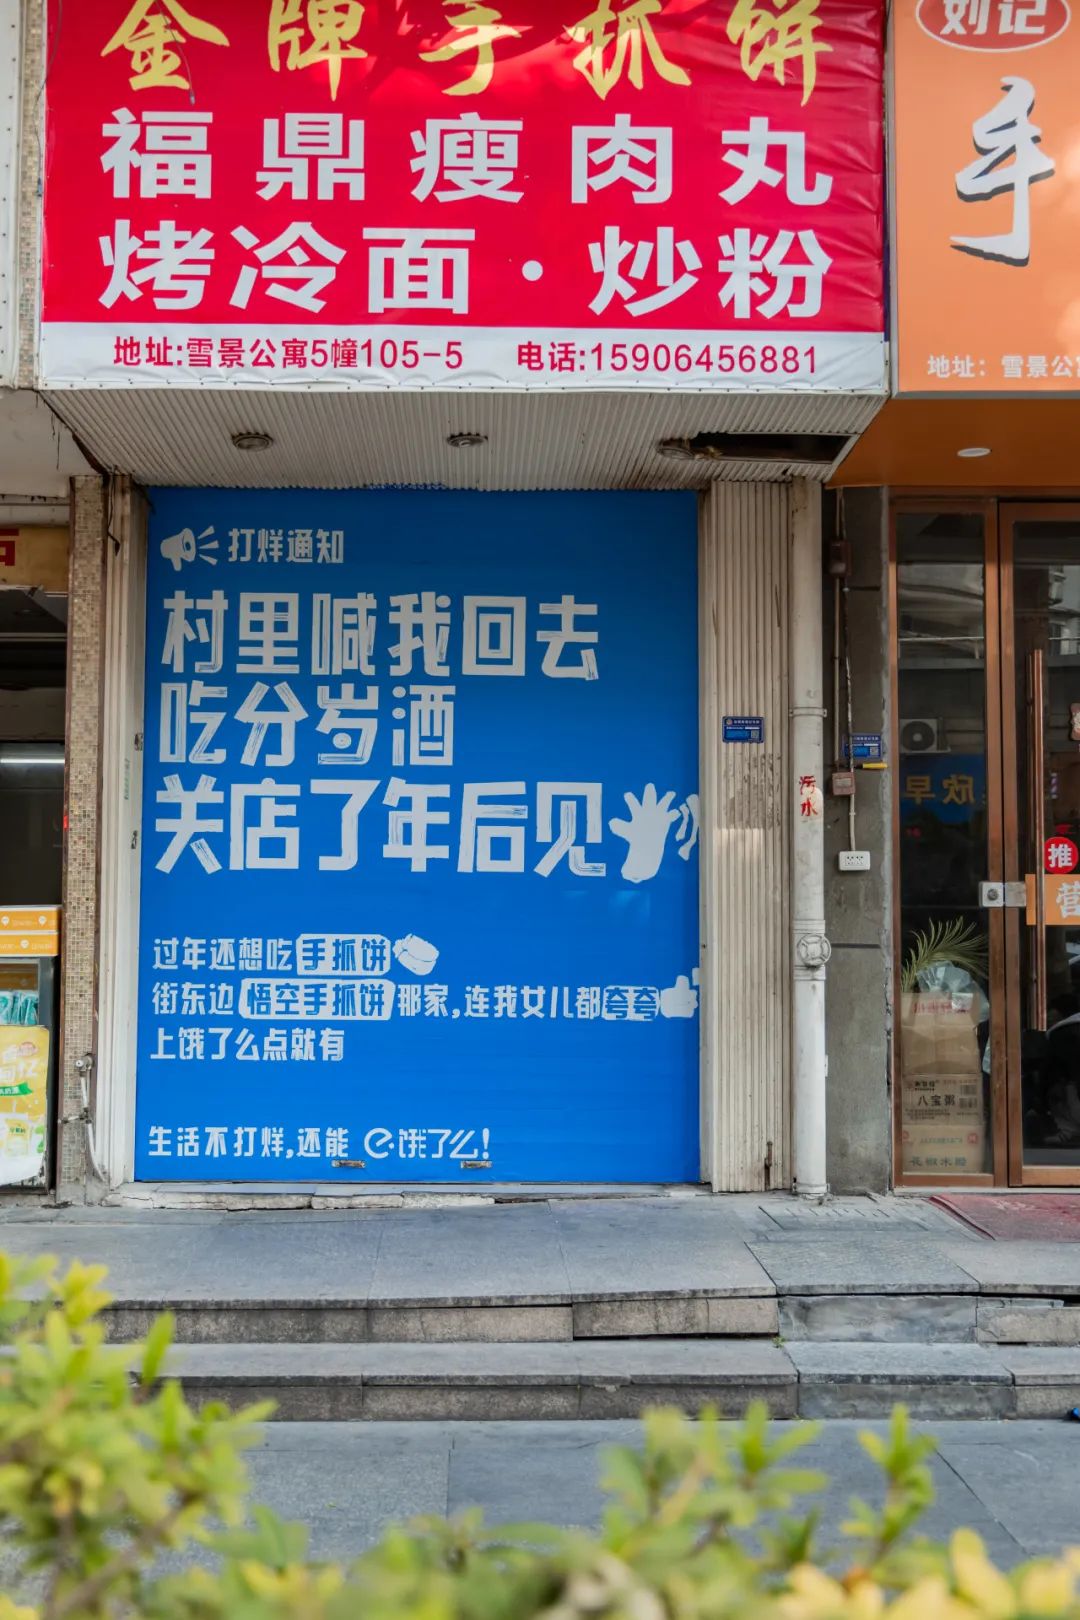 金牌手抓饼
福鼎瘦肉丸
烤冷面·炒粉
地址:雪景公寓5幢105-5 电话:15906456881
刘记
手
地址：雪景公寓
打烊通知
村里喊我回去
吃分岁酒
关店了年后见
过年还想吃手抓饼
街东边悟空手抓饼那家,连我女儿都夸夸
上饿了么点就有
生活不打烊,还能 饿了么!
污水
欣早
推
营
八宝粥